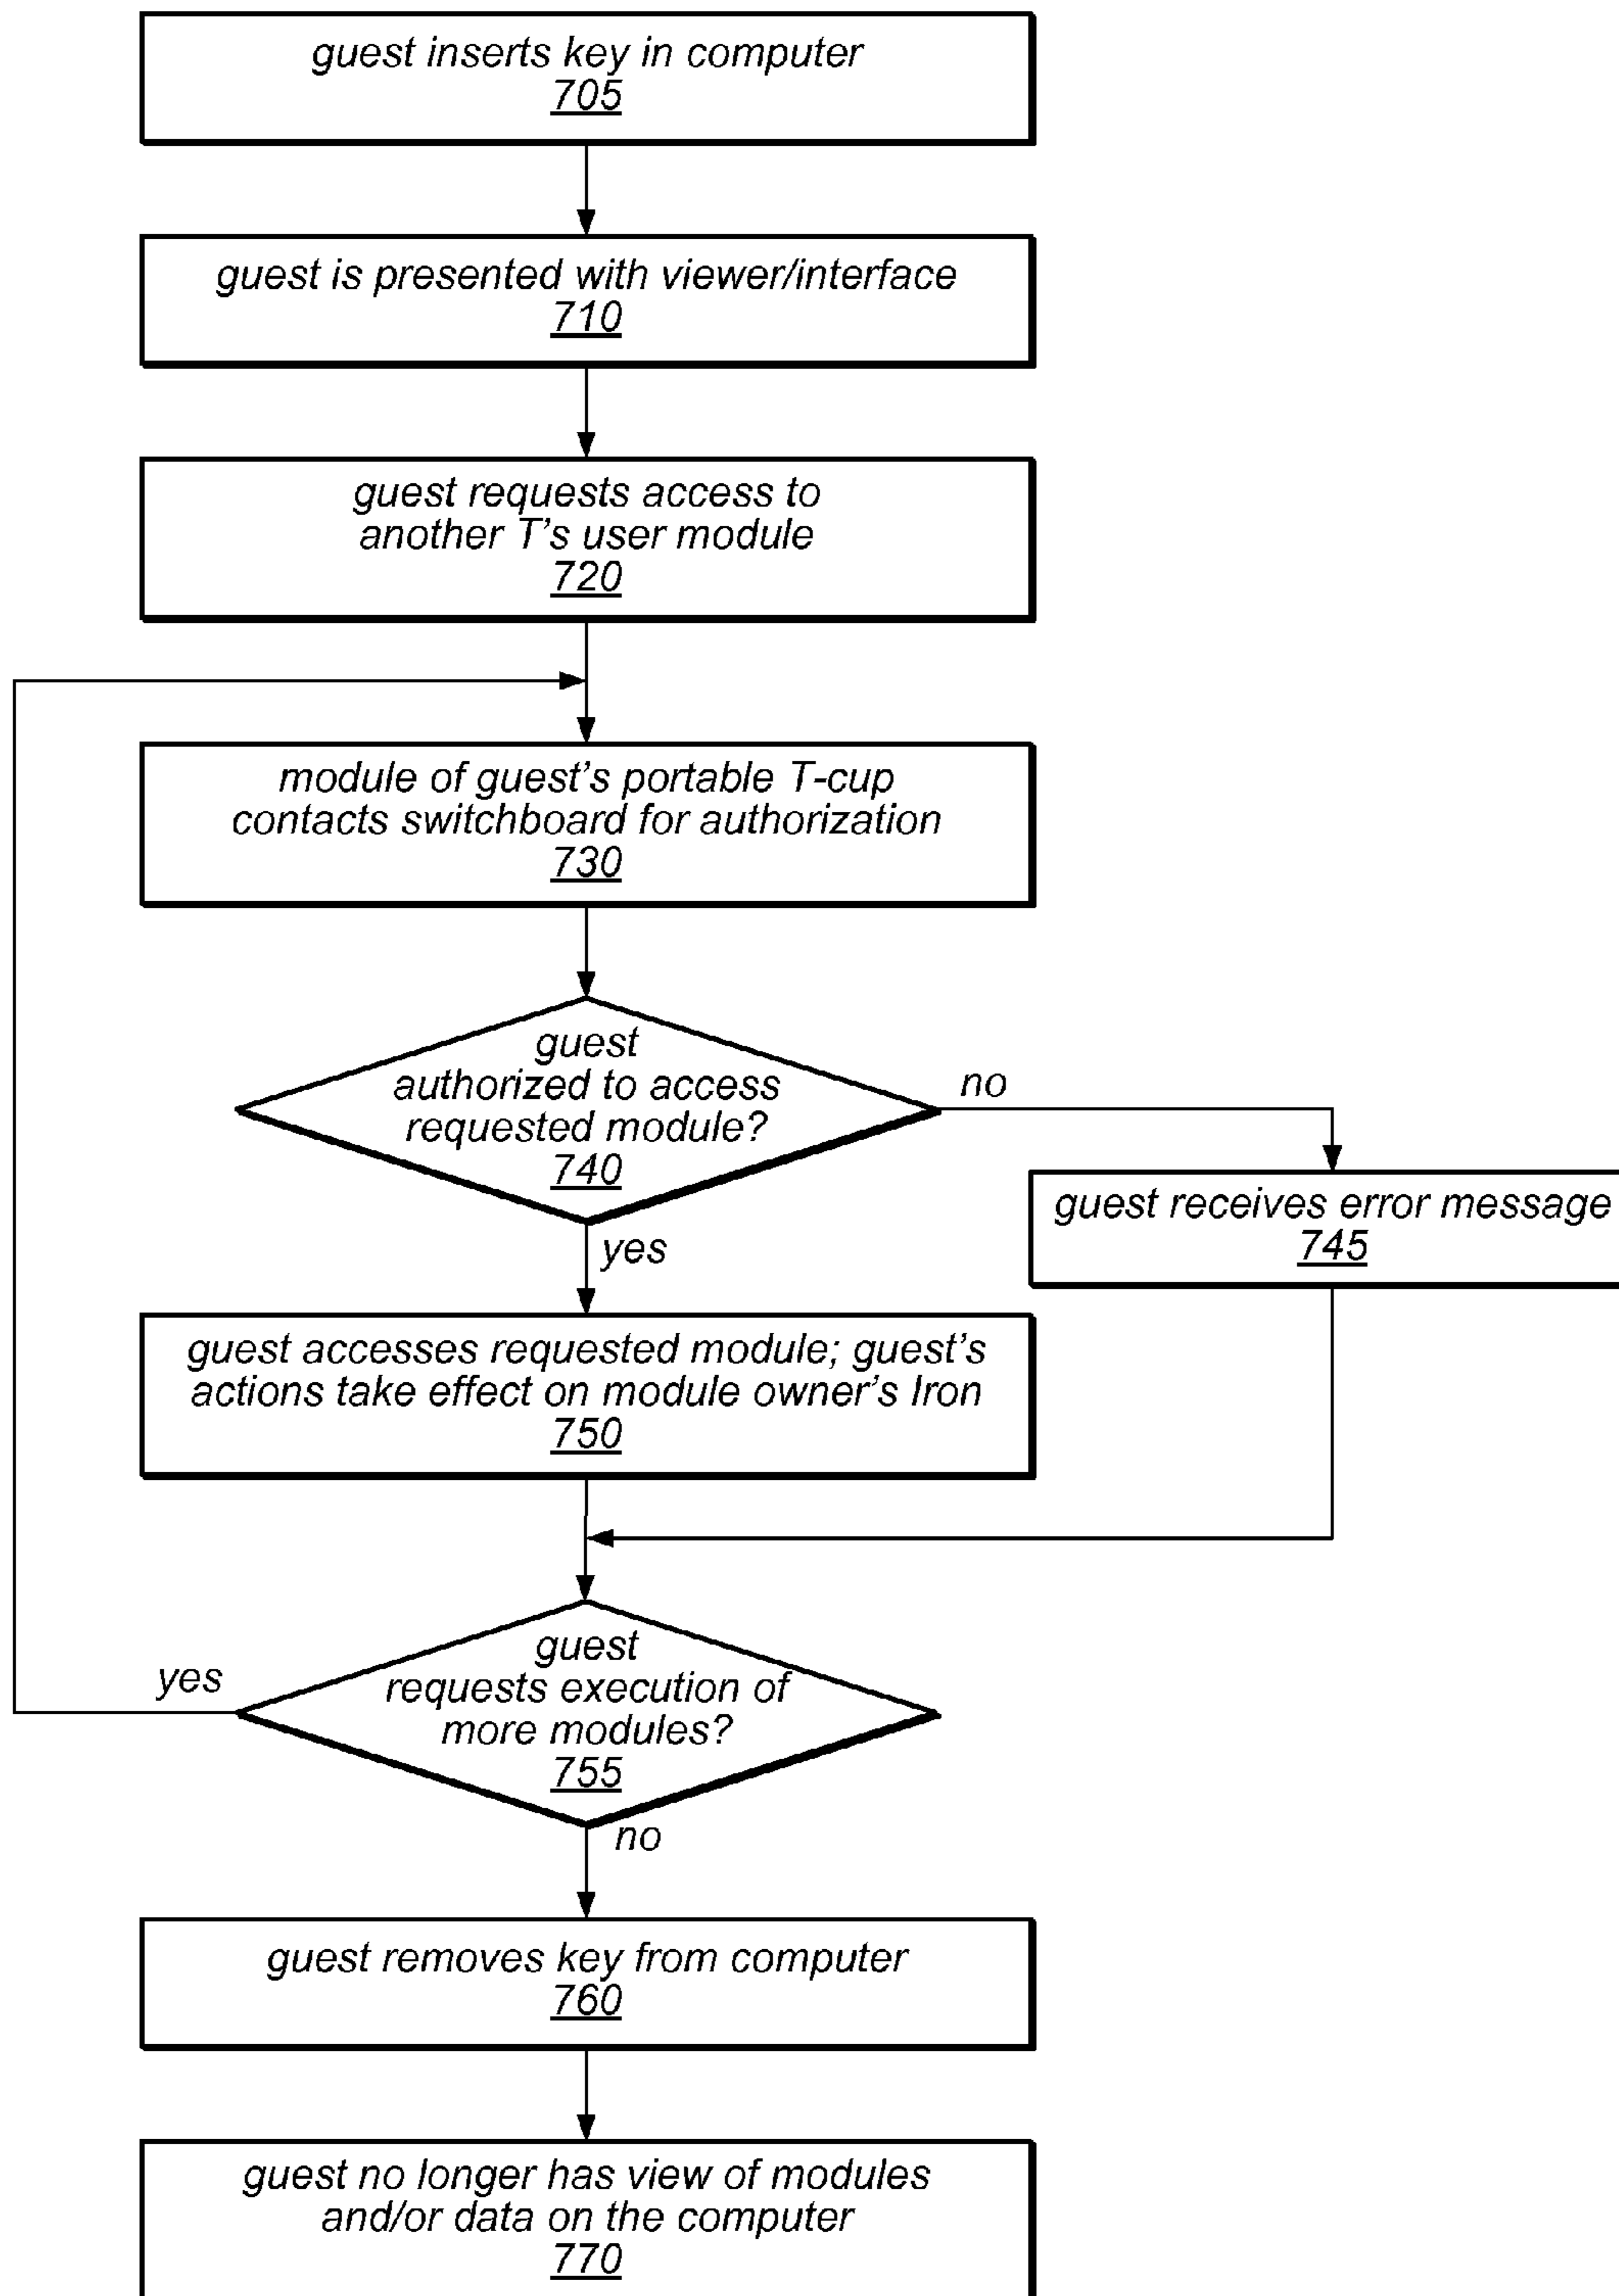 guest inserts key in computer
705
guest is presented with viewer/interface
710
guest requests access to
another T's user module
720
module of guest's portable T-cup
contacts switchboard for authorization
730
guest
authorized to access
requested module?
740
no
guest receives error message
745
yes
guest accesses requested module; guest's
actions take effect on module owner's Iron
750
guest
requests execution of
more modules?
755
yes
no
guest removes key from computer
760
guest no longer has view of modules
and/or data on the computer
770